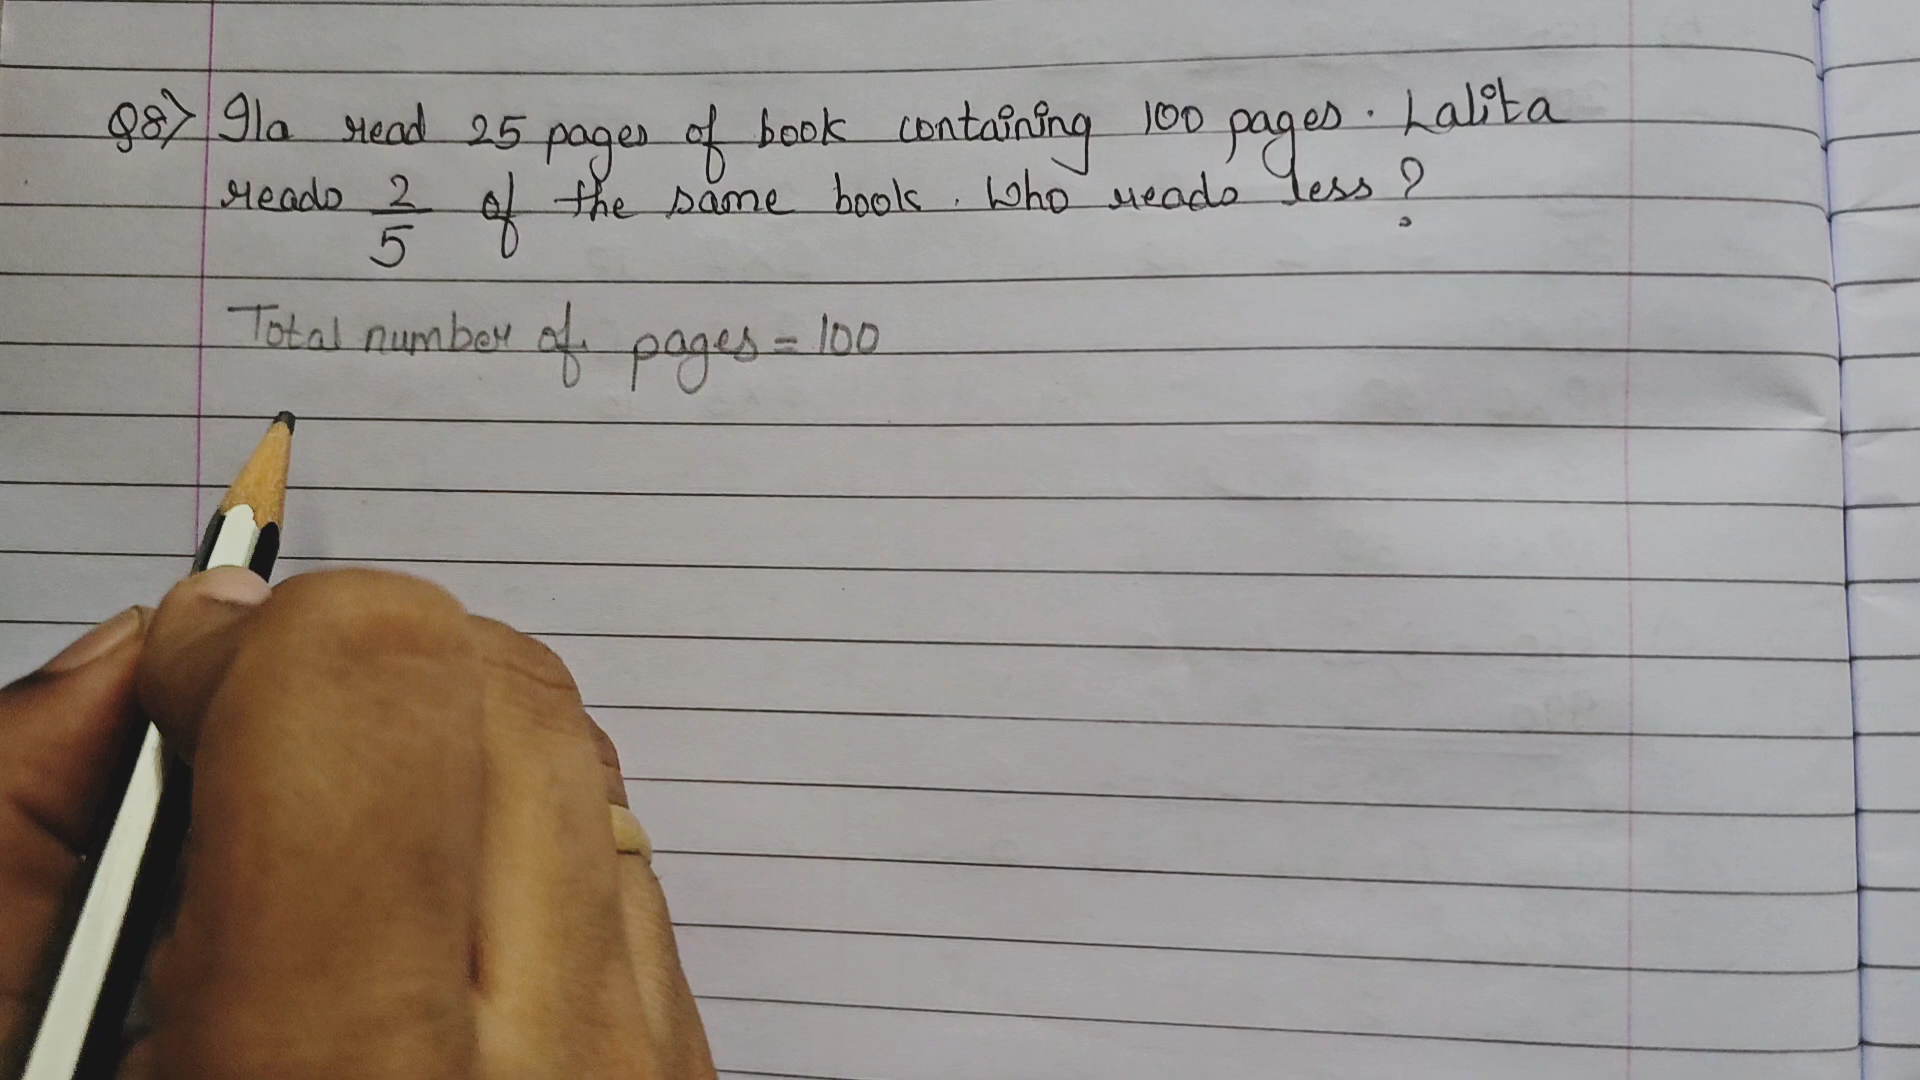 Q8) Ila read 25 pages of book containing 100 pages. Lalita
reads 2/5 of the same book. Who reads less?
Total number of pages = 100